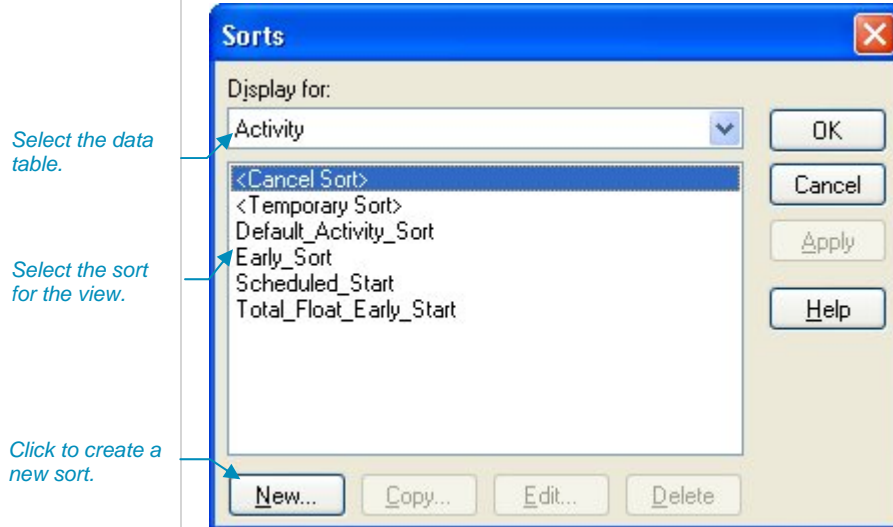 Sorts
Display for:
Select the data
table.
Activity
OK
<Cancel Sort>
Cancel
<Temporary Sort>
Default_Activity_Sort
Apply
Select the sort
for the view.
Early_Sort
Scheduled_Start
Total_Float_Early_Start
Help
Click to create a
new sort.
New...
Copy...
Edit...
Delete